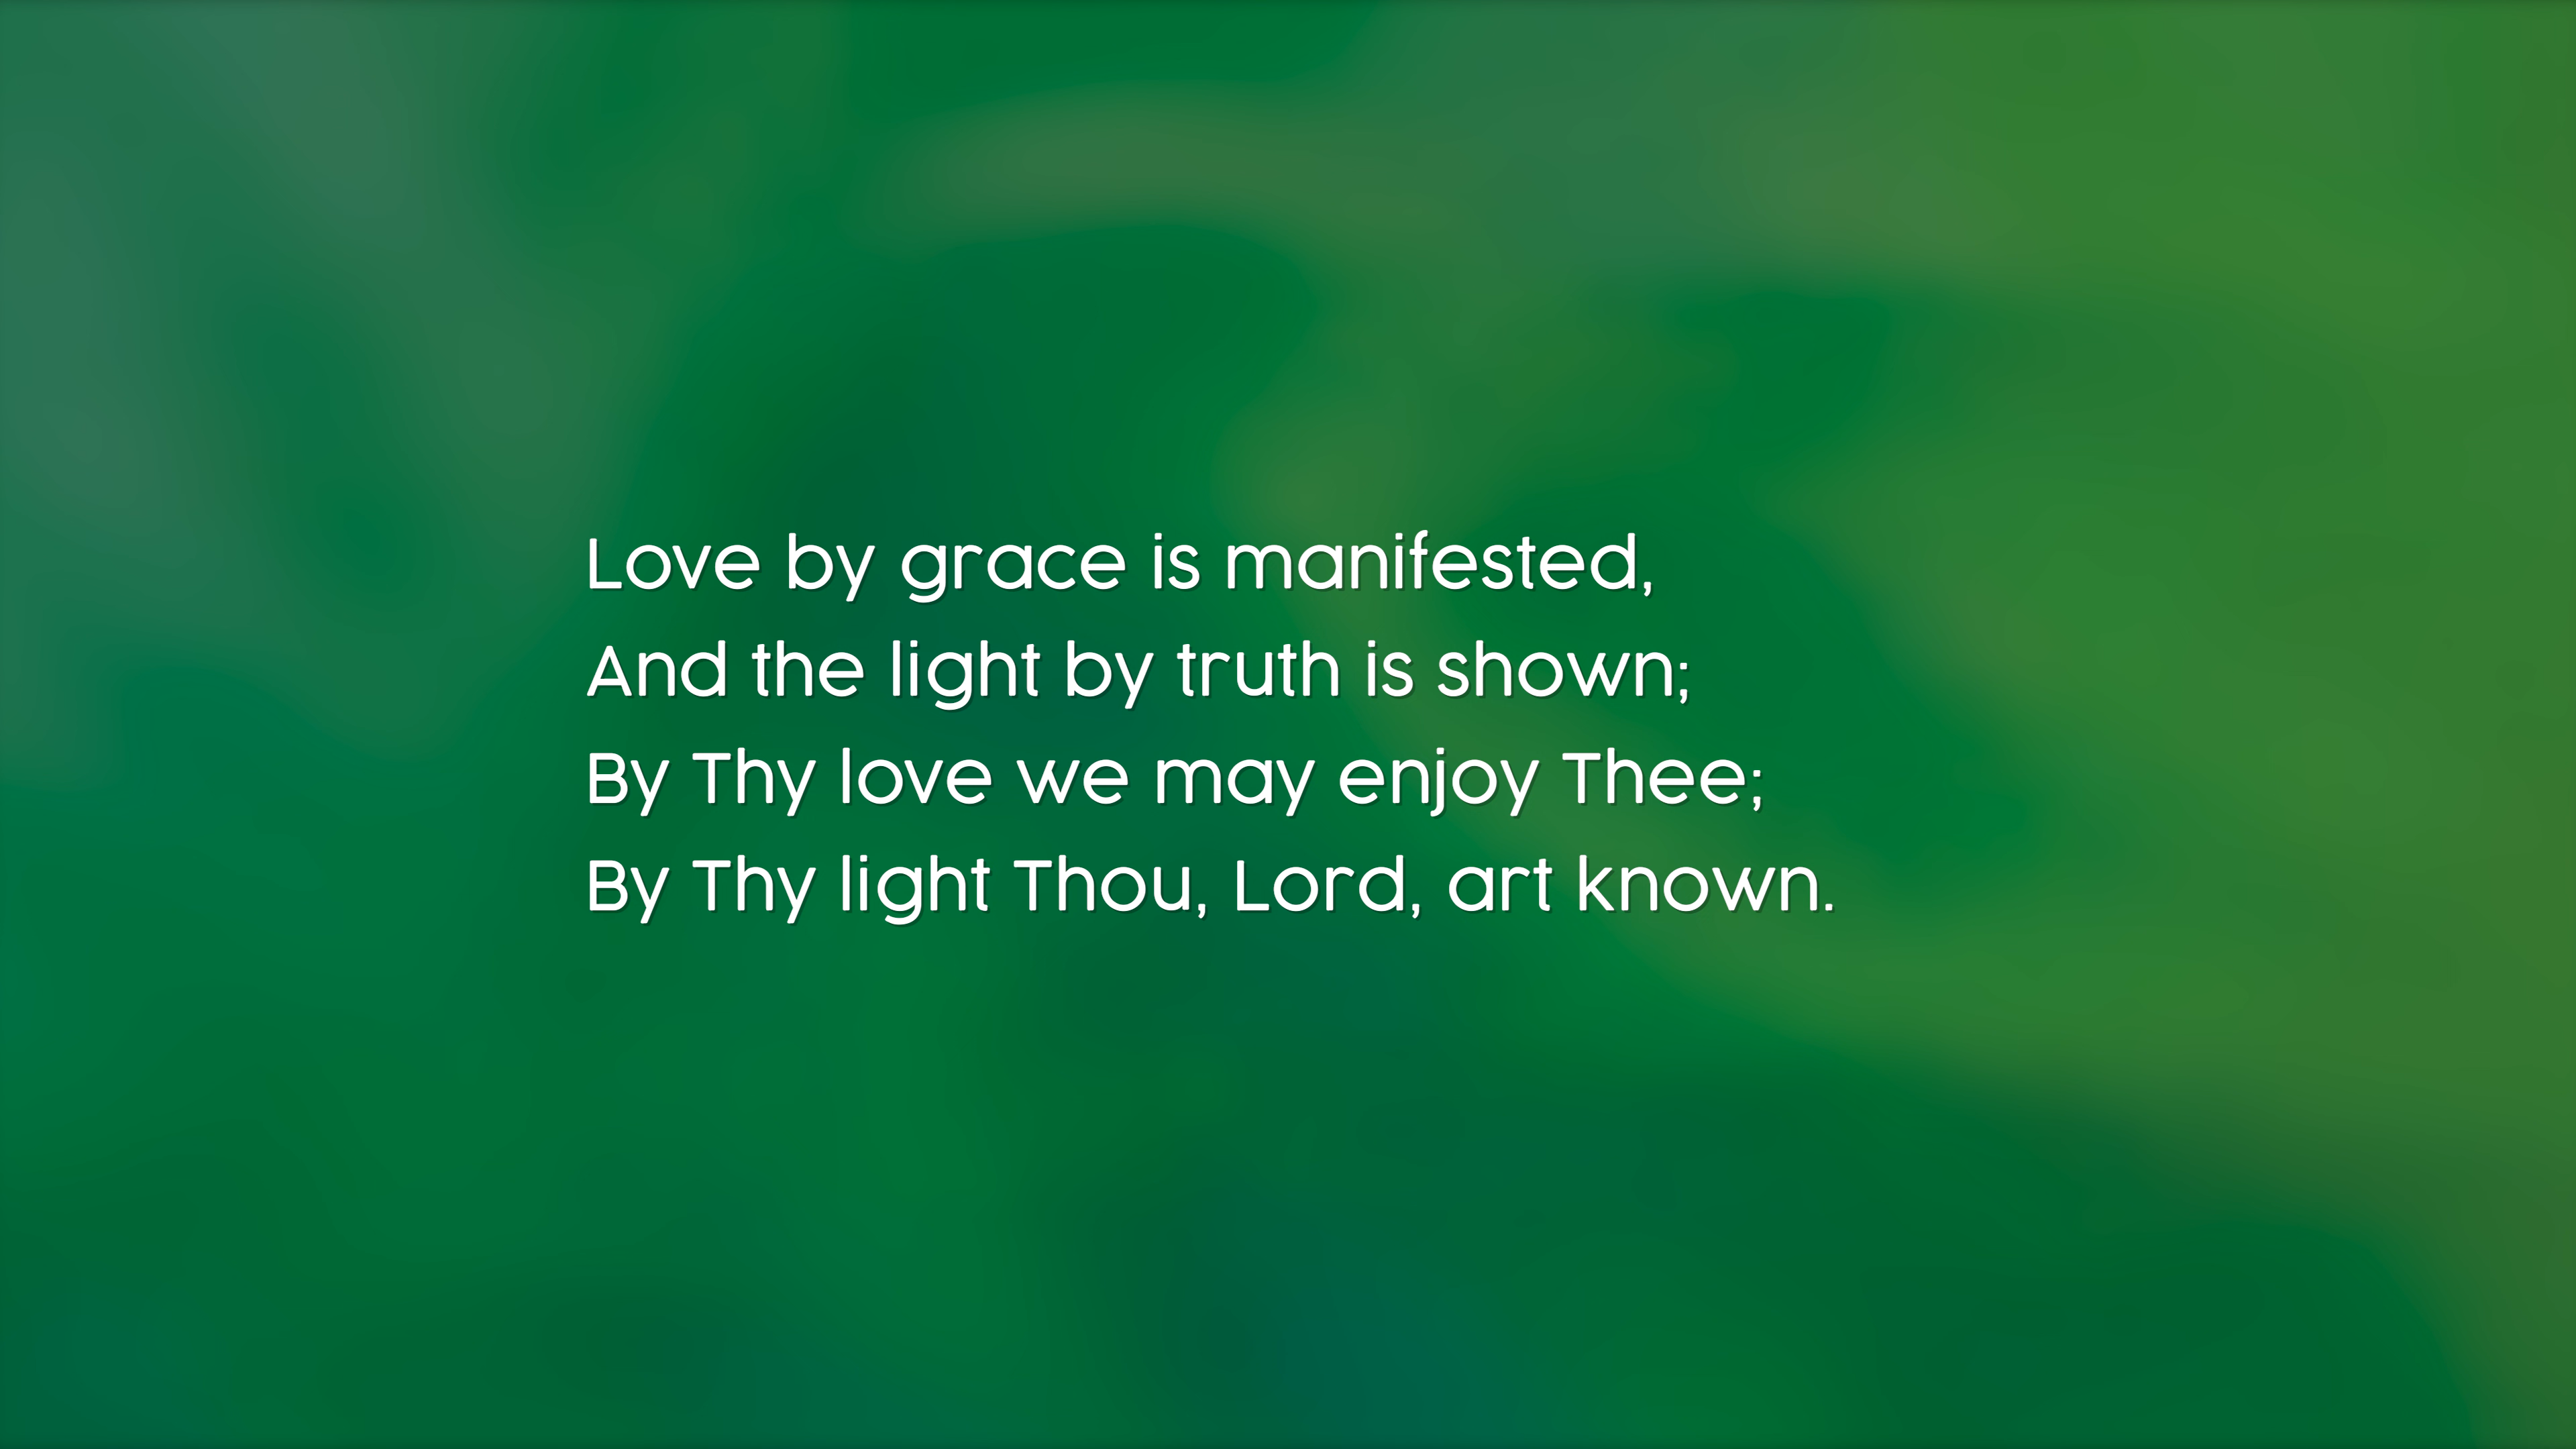 Love by grace is manifested,
And the light by truth is shown;
By Thy love we may enjoy Thee;
By Thy light Thou, Lord, art known.